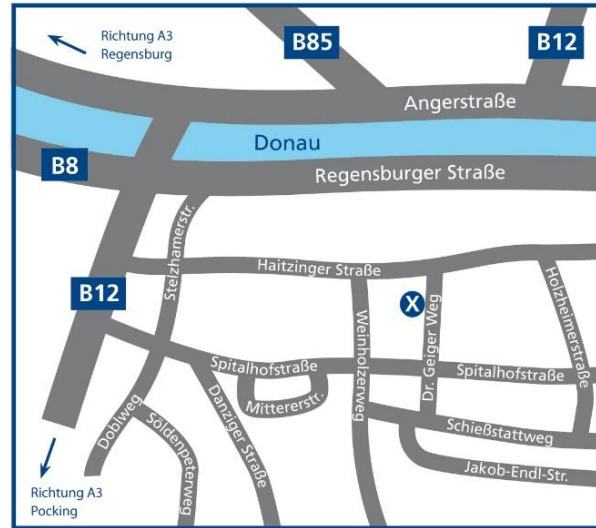 Richtung A3
Regensburg
B85
B12
Angerstraße
Donau
B8
Regensburger Straße
Stelzhamerstr.
Haitzinger Straße
B12
X
Weinholzerweg
Dr. Geiger Weg
Holzheimerstraße
Spitalhofstraße
Spitalhofstraße
Mittererstr.
Danziger Straße
Doblweg
Söldenpeterweg
Schießstattweg
Jakob-Endl-Str.
Richtung A3
Pocking